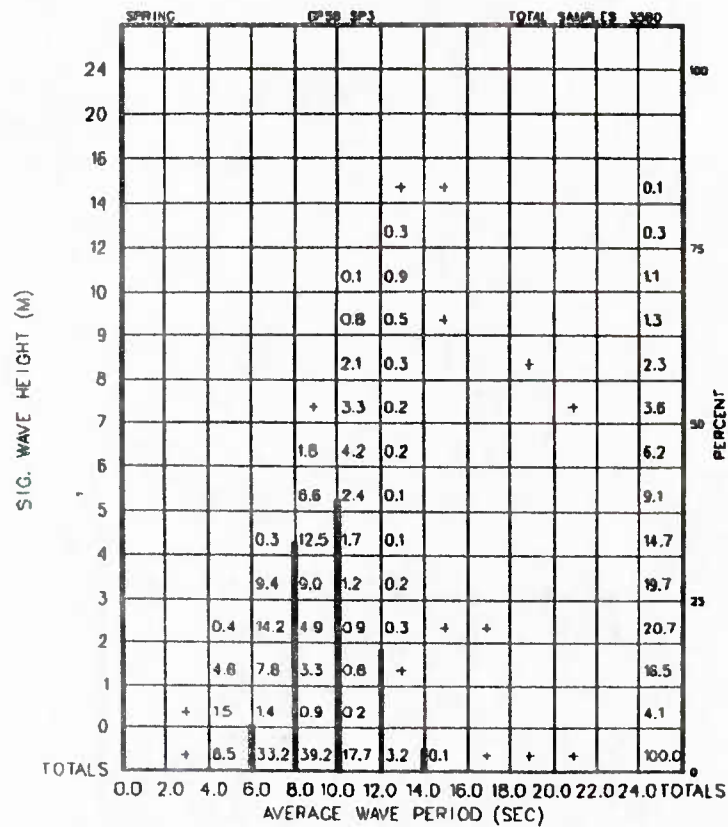 SPRING TOTAL SAMPLES
24 100
20
16
+ + 0.1
14
0.3 0.3
12 75
0.1 0.9 1.1
10
0.8 0.5 + 1.3
9
2.1 0.3 + 2.3
8
+ 3.3 0.2 + 3.6
7 50
1.8 4.2 0.2 6.2
6
6.6 2.4 0.1 9.1
5
0.3 12.5 1.7 0.1 14.7
4
9.4 9.0 1.2 0.2 19.7
3 25
0.4 14.2 4.9 0.9 0.3 + + 20.7
2
4.6 7.8 3.3 0.8 + 16.5
1
+ 1.5 1.4 0.9 0.2 4.1
0
TOTALS + 6.5 33.2 39.2 17.7 3.2 0.1 + + + 100.0
0
0.0 2.0 4.0 6.0 8.0 10.0 12.0 14.0 16.0 18.0 20.0 22.0 24.0 TOTALS
AVERAGE WAVE PERIOD (SEC)
SIG. WAVE HEIGHT (M)
PERCENT